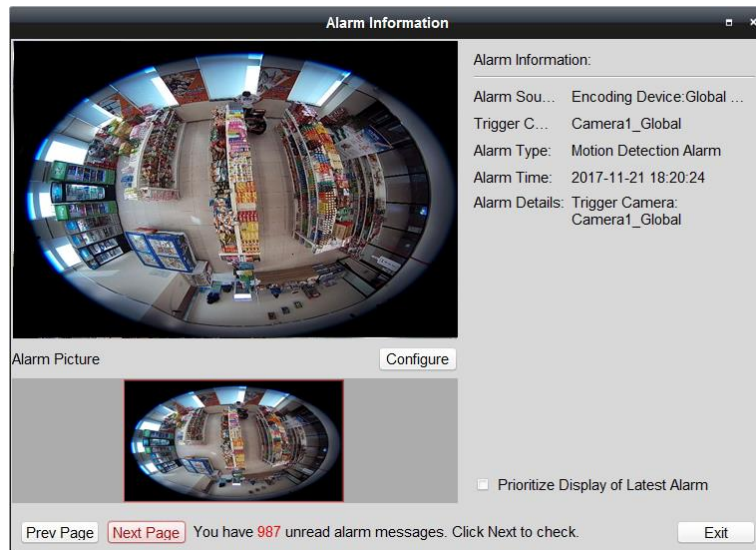 Alarm Information
Alarm Information:
Alarm Sou... Encoding Device:Global ...
Trigger C... Camera1_Global
Alarm Type: Motion Detection Alarm
Alarm Time: 2017-11-21 18:20:24
Alarm Details: Trigger Camera:
Camera1_Global
Alarm Picture
Configure
Prioritize Display of Latest Alarm
Prev Page Next Page You have 987 unread alarm messages. Click Next to check. Exit